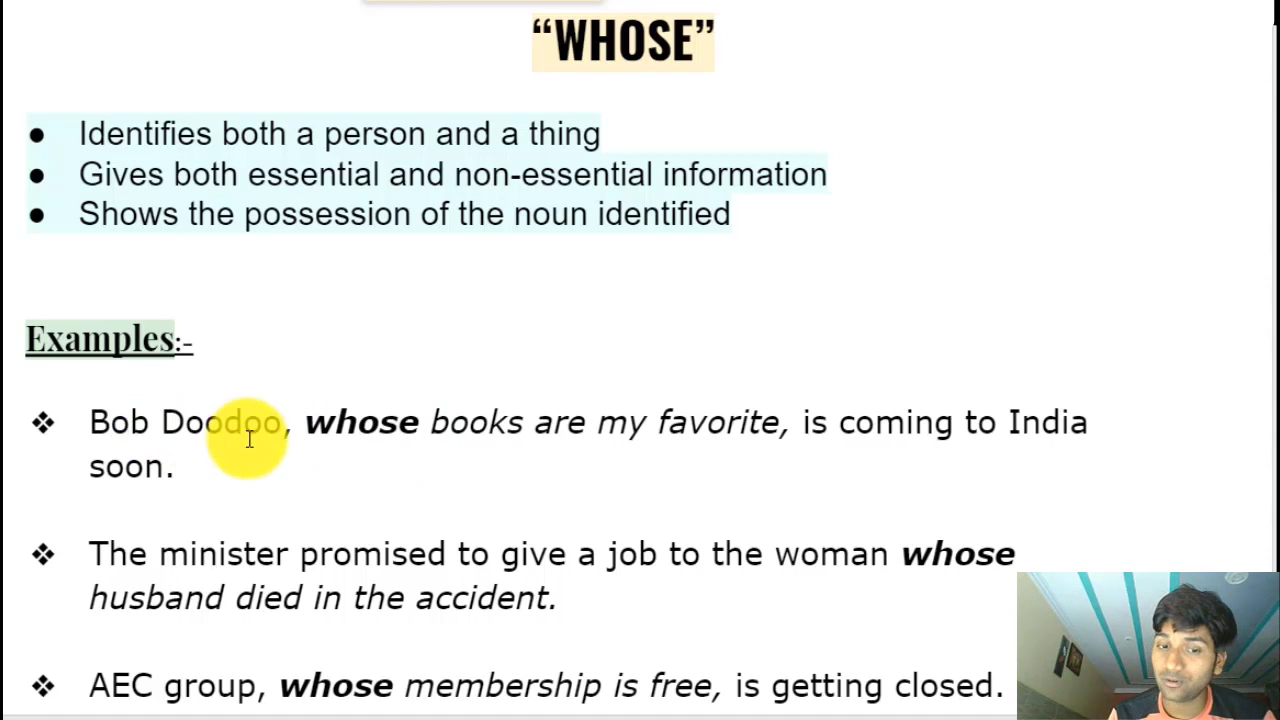 “WHOSE”
● Identifies both a person and a thing
● Gives both essential and non-essential information
● Shows the possession of the noun identified
Examples:-
❖ Bob Doodoo, whose books are my favorite, is coming to India
soon.
❖ The minister promised to give a job to the woman whose
husband died in the accident.
❖ AEC group, whose membership is free, is getting closed.